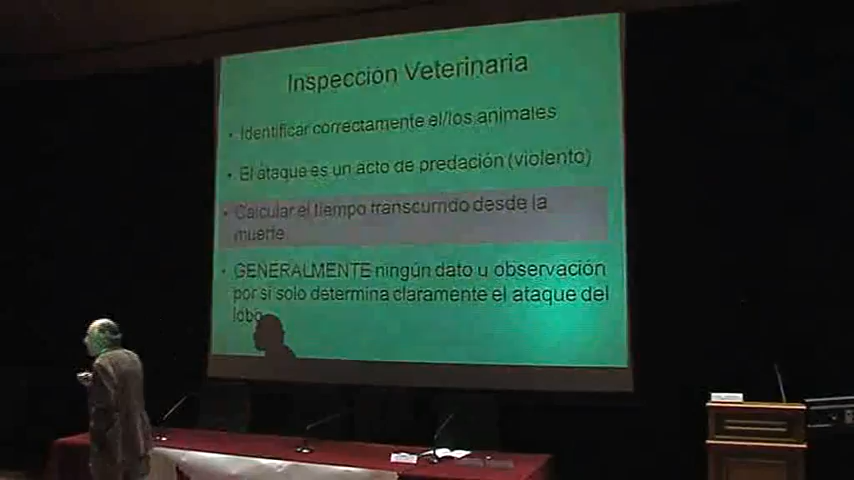 Inspección Veterinaria
• Identificar correctamente el/los animales
• El ataque es un acto de predación (violento)
• Calcular el tiempo transcurrido desde la
muerte
• GENERALMENTE ningún dato u observación
por si solo determina claramente el ataque del
lobo